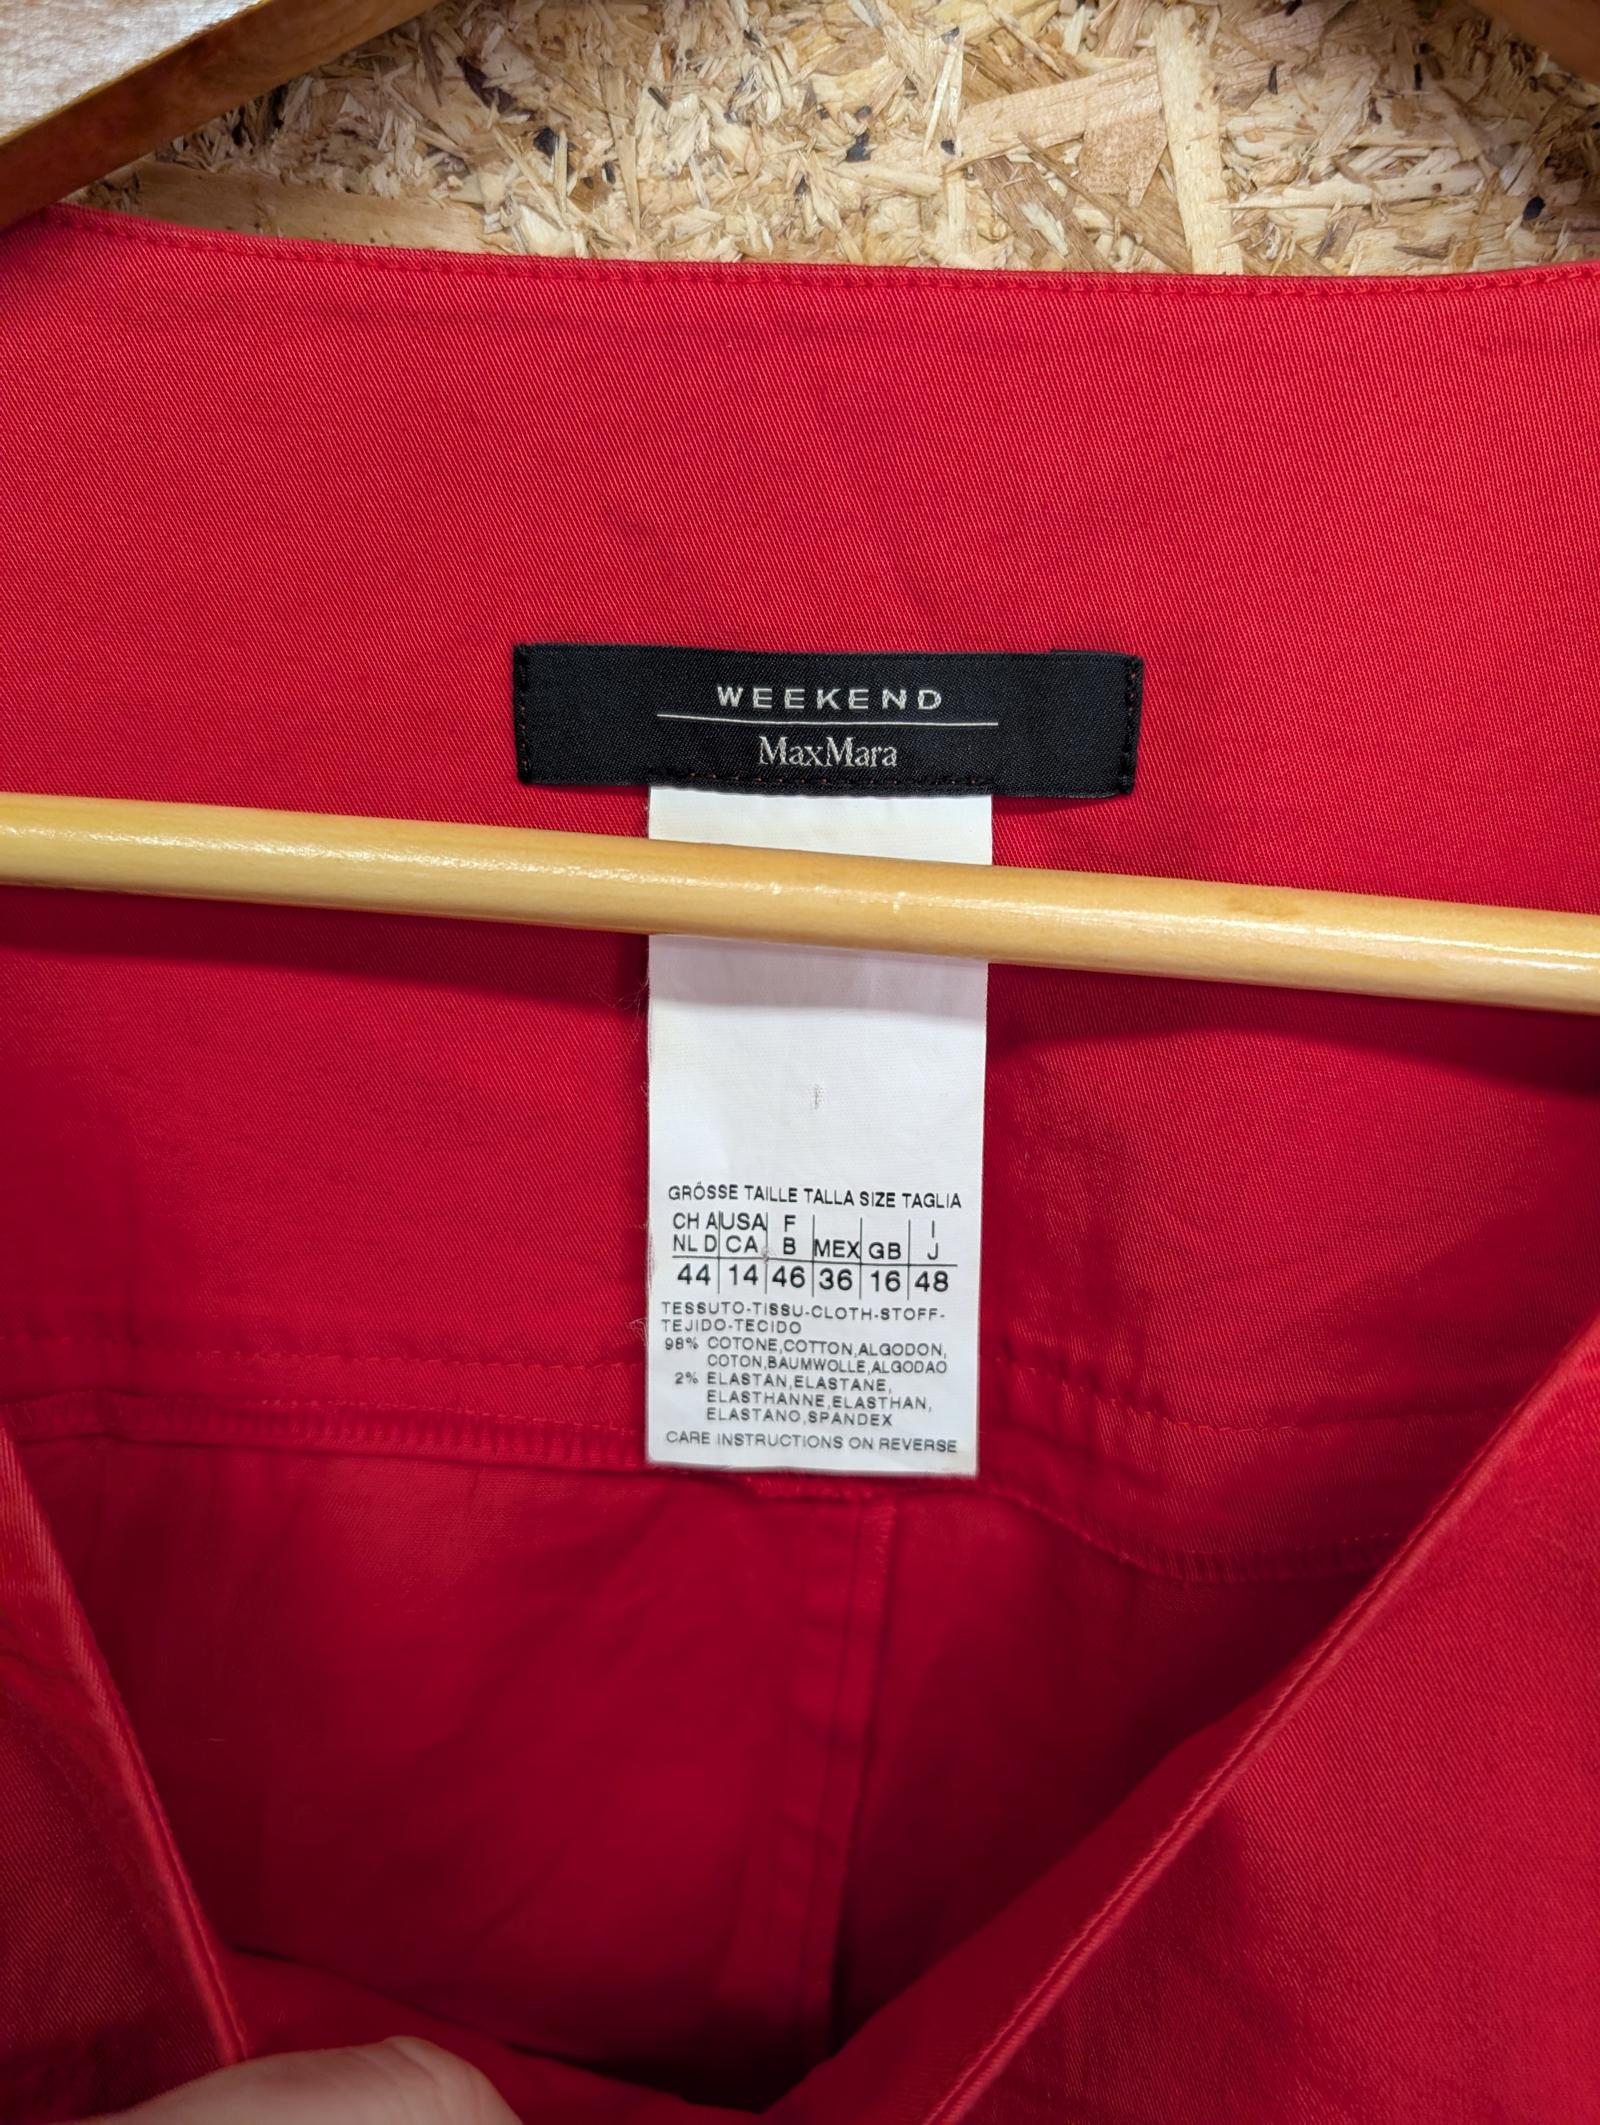 WEEKEND
MaxMara
GRÖSSE TAILLE TALLA SIZE TAGLIA
CH A USA F I
NL D CA B MEX GB J
44 14 46 36 16 48
TESSUTO-TISSU-CLOTH-STOFF-
TEJIDO-TECIDO
98% COTONE,COTTON,ALGODON,
COTON,BAUMWOLLE,ALGODAO
2% ELASTAN,ELASTANE,
ELASTHANNE,ELASTHAN,
ELASTANO,SPANDEX
CARE INSTRUCTIONS ON REVERSE